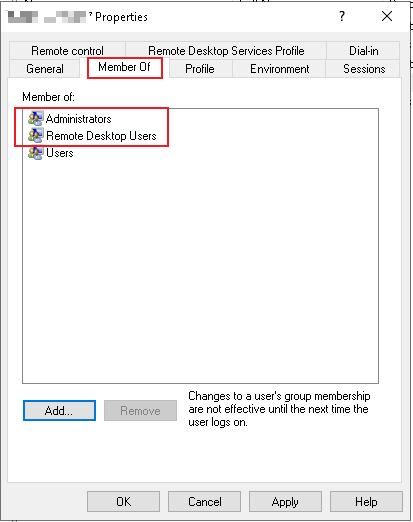 Properties
?
Remote control
Remote Desktop Services Profile
Dial-in
General
Member Of
Profile
Environment
Sessions
Member of:
Administrators
Remote Desktop Users
Users
Add...
Remove
Changes to a user's group membership
are not effective until the next time the
user logs on.
OK
Cancel
Apply
Help